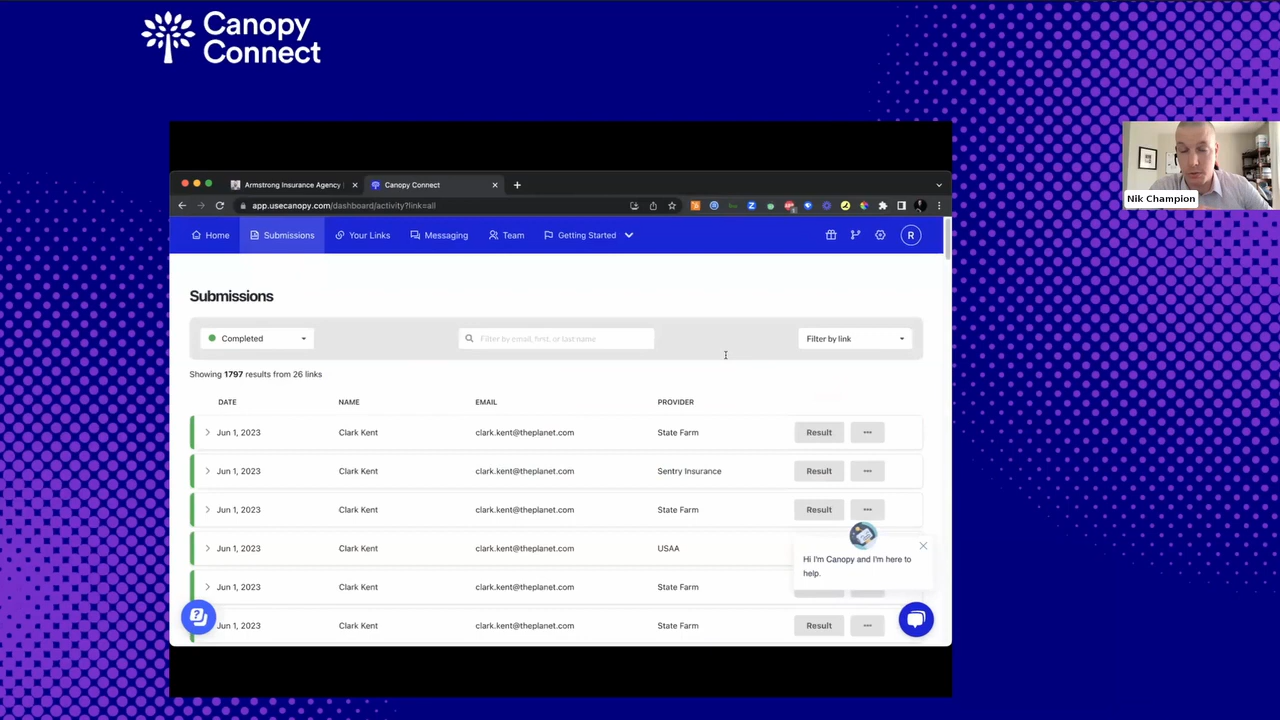 Canopy
Connect
Armstrong Insurance Agency
Canopy Connect
app.usecanopy.com/dashboard/activity?link=all
Home
Submissions
Your Links
Messaging
Team
Getting Started
R
Submissions
Completed
Filter by email, first, or last name
Filter by link
Showing 1797 results from 26 links
DATE NAME EMAIL PROVIDER
Jun 1, 2023 Clark Kent clark.kent@theplanet.com State Farm Result
Jun 1, 2023 Clark Kent clark.kent@theplanet.com Sentry Insurance Result
Jun 1, 2023 Clark Kent clark.kent@theplanet.com State Farm Result
Jun 1, 2023 Clark Kent clark.kent@theplanet.com USAA
Hi I'm Canopy and I'm here to
help.
Jun 1, 2023 Clark Kent clark.kent@theplanet.com State Farm
Jun 1, 2023 Clark Kent clark.kent@theplanet.com State Farm Result
Nik Champion